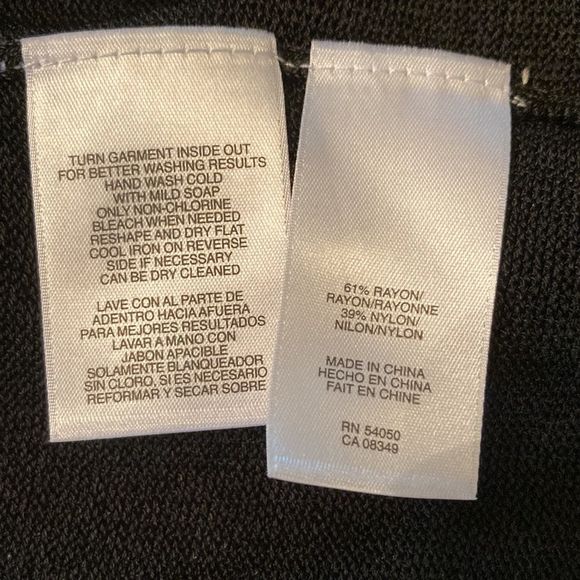 TURN GARMENT INSIDE OUT
FOR BETTER WASHING RESULTS
HAND WASH COLD
WITH MILD SOAP
ONLY NON-CHLORINE
BLEACH WHEN NEEDED
RESHAPE AND DRY FLAT
COOL IRON ON REVERSE
SIDE IF NECESSARY
CAN BE DRY CLEANED
LAVE CON AL PARTE DE
ADENTRO HACIA AFUERA
PARA MEJORES RESULTADOS
LAVAR A MANO CON
JABON APACIBLE
SOLAMENTE BLANQUEADOR
SIN CLORO, SI ES NECESARIO
REFORMAR Y SECAR SOBRE
61% RAYON/
RAYON/RAYONNE
39% NYLON/
NILON/NYLON
MADE IN CHINA
HECHO EN CHINA
FAIT EN CHINE
RN 54050
CA 08349